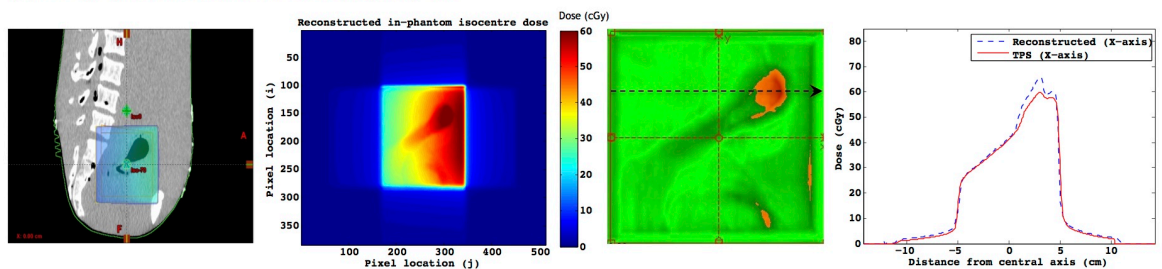 H
A
Iso-PB
F
Reconstructed in-phantom isocentre dose
Pixel location (i)
50
100
150
200
250
300
350
100 200 300 400 500
Pixel location (j)
Dose (cGy)
60
50
40
30
20
10
0
Reconstructed (X-axis)
TPS (X-axis)
Dose (cGy)
80
70
60
50
40
30
20
10
0
−10 −5 0 5 10
Distance from central axis (cm)